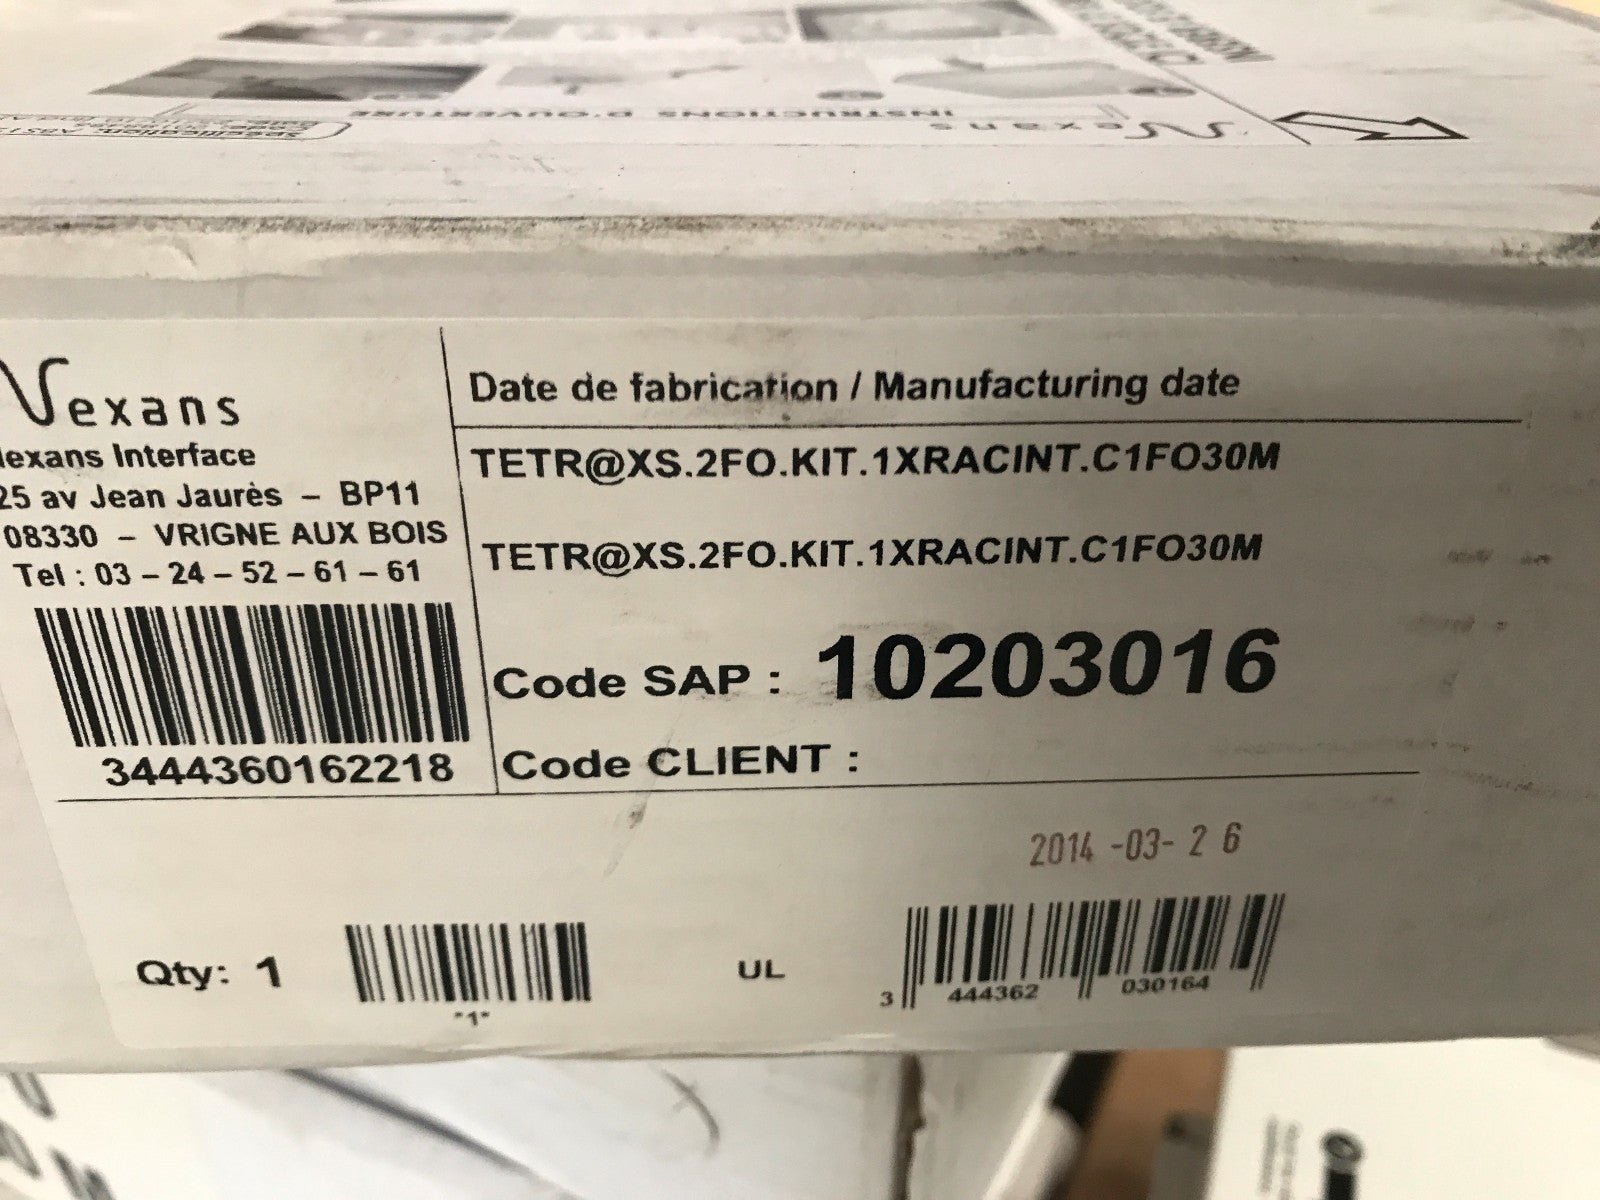 INSTRUCTIONS D'OUVERTURE
Nexans
Nexans
Nexans Interface
25 av Jean Jaurès – BP11
08330 – VRIGNE AUX BOIS
Tel : 03 – 24 – 52 – 61 – 61
3444360162218
Date de fabrication / Manufacturing date
TETR@XS.2FO.KIT.1XRACINT.C1FO30M
TETR@XS.2FO.KIT.1XRACINT.C1FO30M
Code SAP : 10203016
Code CLIENT :
2014 -03- 2 6
Qty: 1
"1"
UL
3 444362 030164